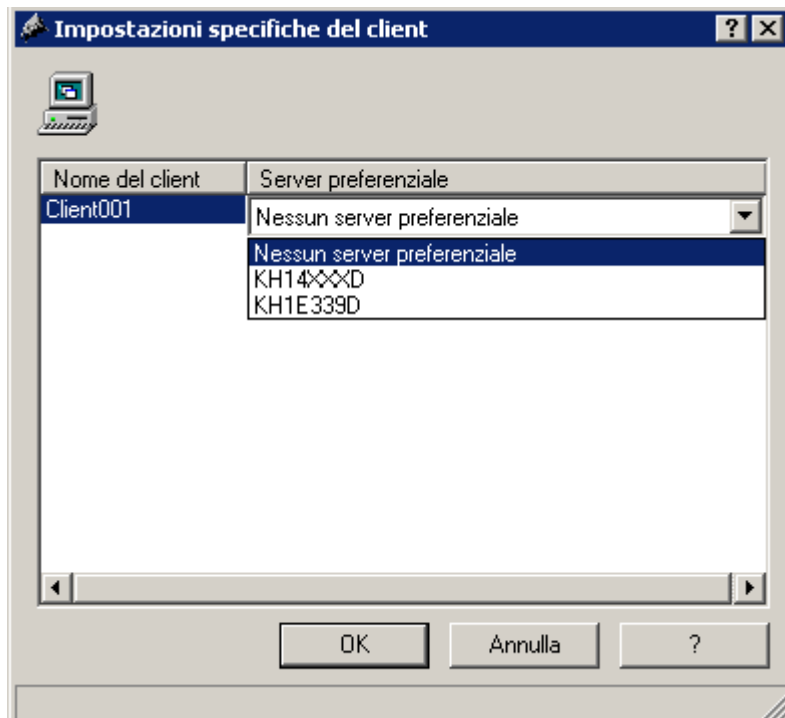 Impostazioni specifiche del client
Nome del client Server preferenziale
Client001 Nessun server preferenziale
Nessun server preferenziale
KH14XXXD
KH1E339D
OK Annulla ?